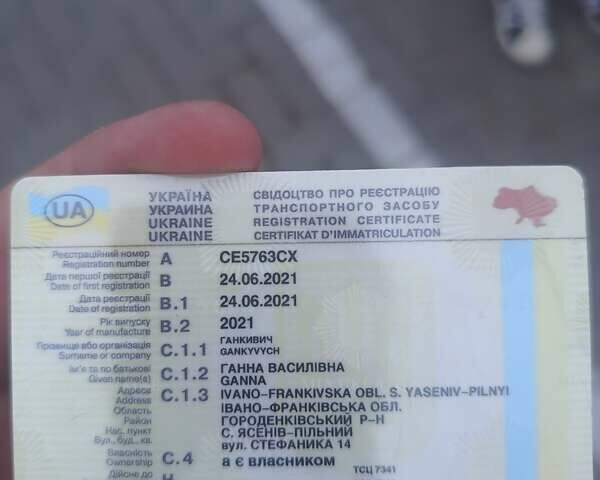 UA
УКРАЇНА СВІДОЦТВО ПРО РЕЄСТРАЦІЮ
УКРАИНА ТРАНСПОРТНОГО ЗАСОБУ
UKRAINE REGISTRATION CERTIFICATE
UKRAINE CERTIFIKAT D'IMMATRICULATION
Реєстраційний номер
Registration number A CE5763CX
Дата першої реєстрації
Date of first registration B 24.06.2021
Дата реєстрації
Date of registration B.1 24.06.2021
Рік випуску
Year of manufacture B.2 2021
Прізвище або організація ГАНКИВИЧ
Surname or company C.1.1 GANKYVYCH
Ім'я та по батькові ГАННА ВАСИЛІВНА
Given name(s) C.1.2 GANNA
Адреса C.1.3 IVANO-FRANKIVSKA OBL. S. YASENIV-PILNYI
Address
Область ІВАНО-ФРАНКІВСЬКА ОБЛ.
Район ГОРОДЕНКІВСЬКИЙ Р-Н
Нас. пункт С. ЯСЕНІВ-ПІЛЬНИЙ
Вул., буд., кв. вул. СТЕФАНИКА 14
Власність
Ownership C.4 а є власником ТСЦ 7341
Дійсне до